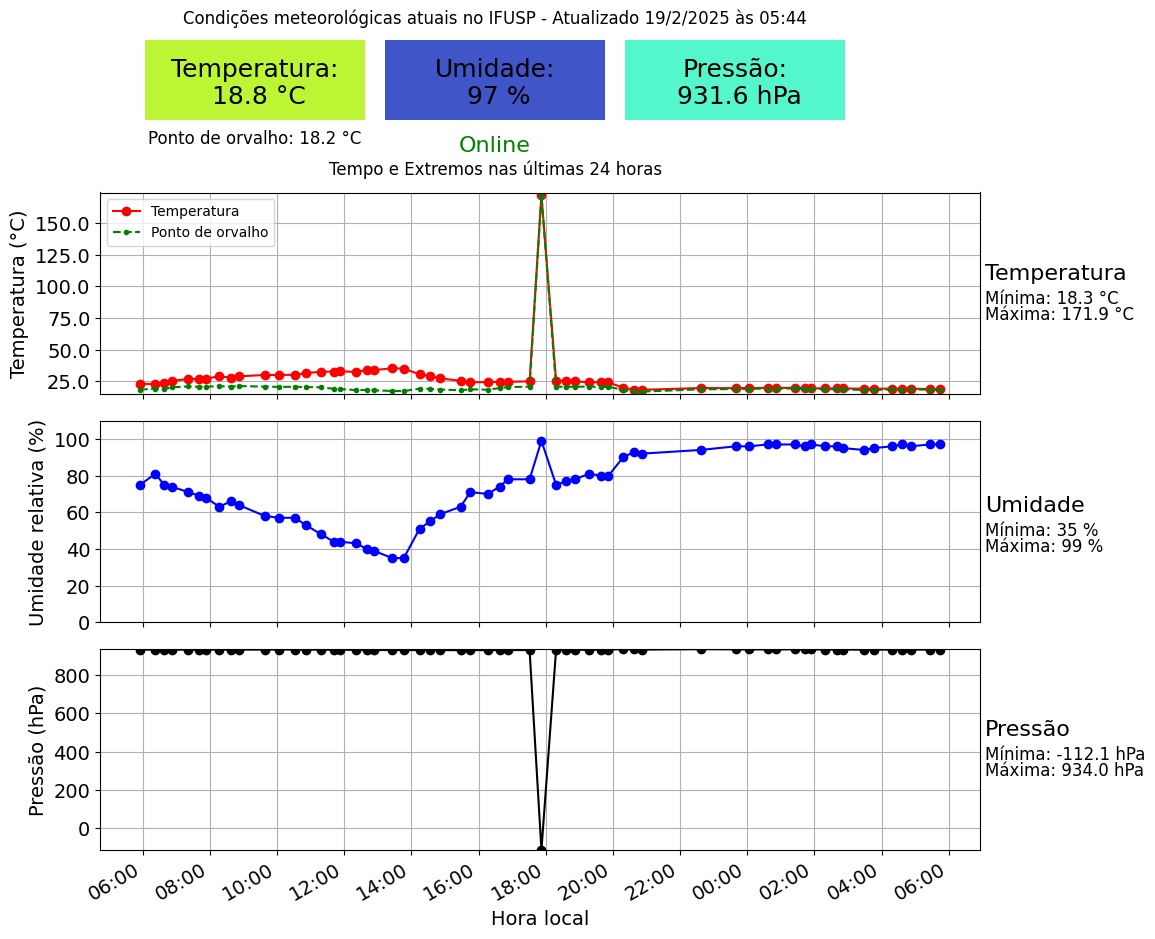 Condições meteorológicas atuais no IFUSP - Atualizado 19/2/2025 às 05:44
Temperatura:
18.8 °C
Umidade:
97 %
Pressão:
931.6 hPa
Ponto de orvalho: 18.2 °C
Online
Tempo e Extremos nas últimas 24 horas
Temperatura (°C)
150.0
125.0
100.0
75.0
50.0
25.0
Temperatura
Ponto de orvalho
Temperatura
Mínima: 18.3 °C
Máxima: 171.9 °C
Umidade relativa (%)
100
80
60
40
20
0
Umidade
Mínima: 35 %
Máxima: 99 %
Pressão (hPa)
800
600
400
200
0
Pressão
Mínima: -112.1 hPa
Máxima: 934.0 hPa
06:00 08:00 10:00 12:00 14:00 16:00 18:00 20:00 22:00 00:00 02:00 04:00 06:00
Hora local